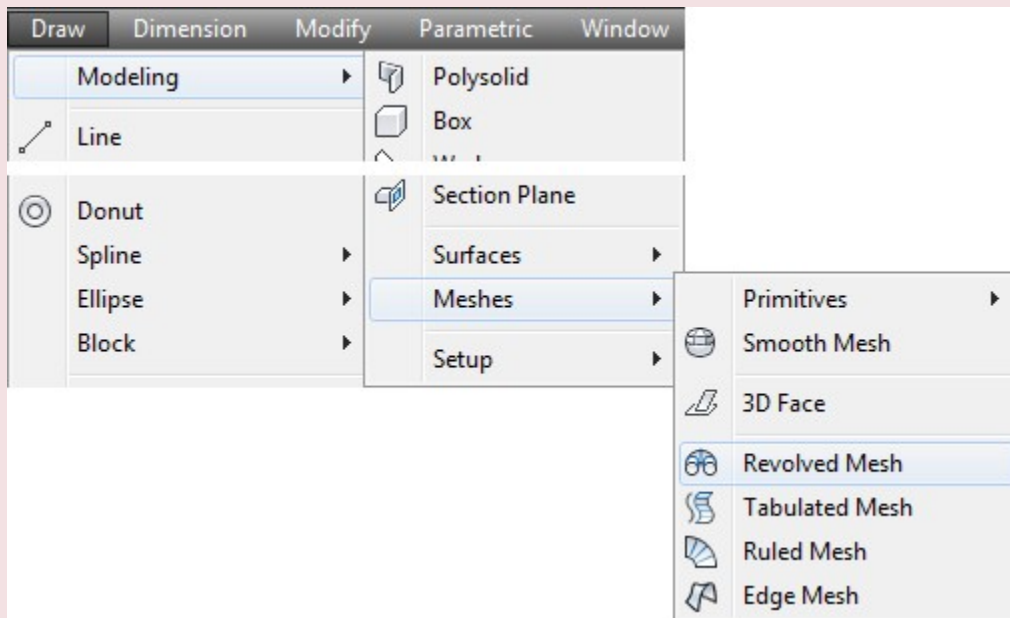 Draw Dimension Modify Parametric Window
Modeling
Line
Donut
Spline
Ellipse
Block
Polysolid
Box
Section Plane
Surfaces
Meshes
Setup
Primitives
Smooth Mesh
3D Face
Revolved Mesh
Tabulated Mesh
Ruled Mesh
Edge Mesh